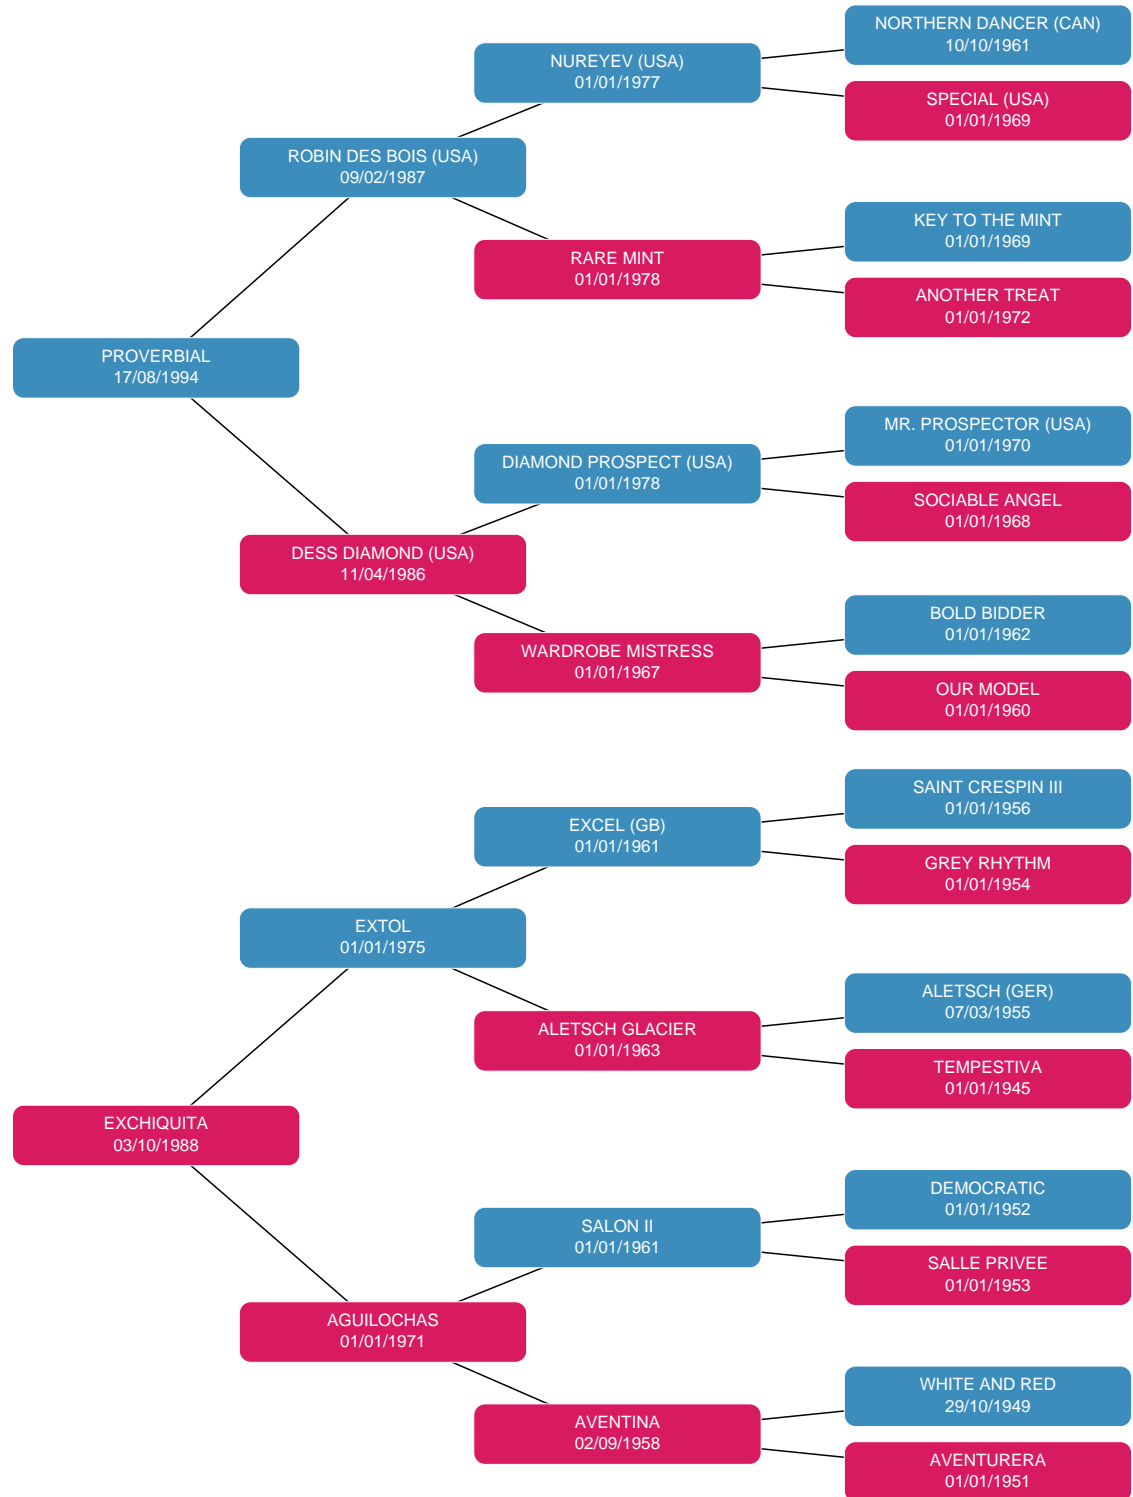 NORTHERN DANCER (CAN)
10/10/1961
NUREYEV (USA)
01/01/1977
SPECIAL (USA)
01/01/1969
ROBIN DES BOIS (USA)
09/02/1987
KEY TO THE MINT
01/01/1969
RARE MINT
01/01/1978
ANOTHER TREAT
01/01/1972
PROVERBIAL
17/08/1994
MR. PROSPECTOR (USA)
01/01/1970
DIAMOND PROSPECT (USA)
01/01/1978
SOCIABLE ANGEL
01/01/1968
DESS DIAMOND (USA)
11/04/1986
BOLD BIDDER
01/01/1962
WARDROBE MISTRESS
01/01/1967
OUR MODEL
01/01/1960
SAINT CRESPIN III
01/01/1956
EXCEL (GB)
01/01/1961
GREY RHYTHM
01/01/1954
EXTOL
01/01/1975
ALETSCH (GER)
07/03/1955
ALETSCH GLACIER
01/01/1963
TEMPESTIVA
01/01/1945
EXCHIQUITA
03/10/1988
DEMOCRATIC
01/01/1952
SALON II
01/01/1961
SALLE PRIVEE
01/01/1953
AGUILOCHAS
01/01/1971
WHITE AND RED
29/10/1949
AVENTINA
02/09/1958
AVENTURERA
01/01/1951